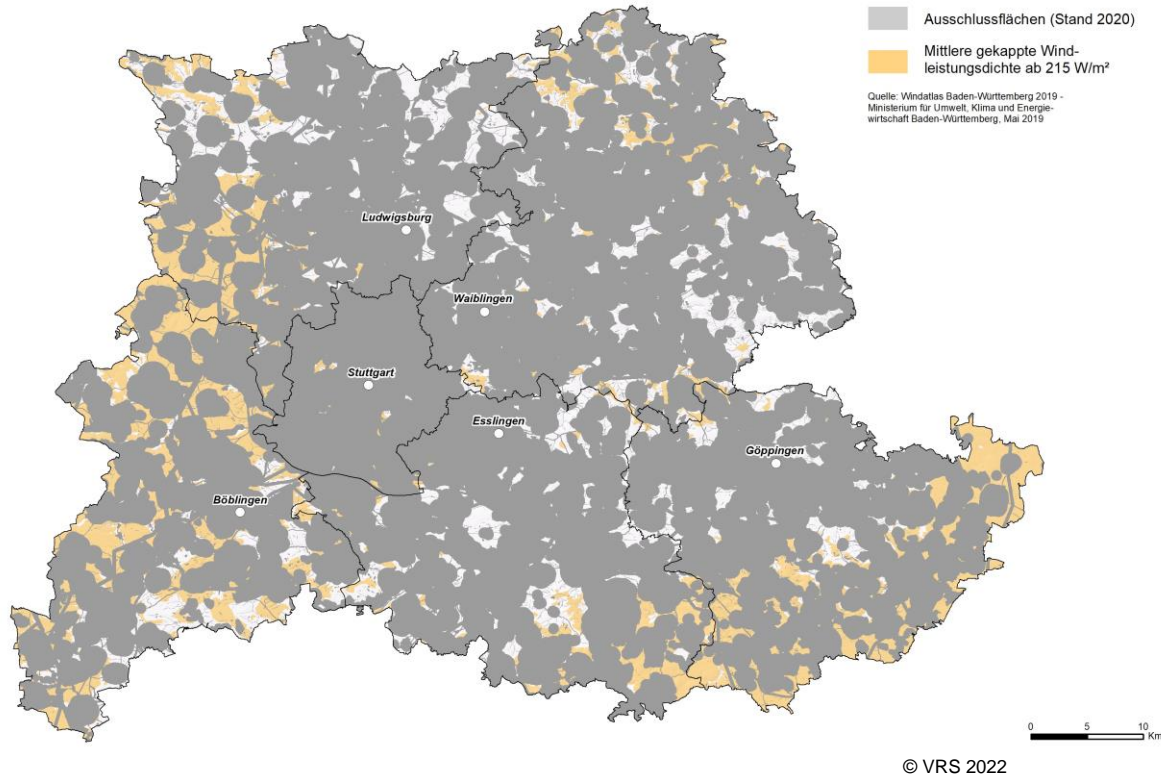 Ausschlussflächen (Stand 2020)
Mittlere gekappte Wind-
leistungsdichte ab 215 W/m²
Quelle: Windatlas Baden-Württemberg 2019 -
Ministerium für Umwelt, Klima und Energie-
wirtschaft Baden-Württemberg, Mai 2019
Ludwigsburg
Waiblingen
Stuttgart
Esslingen
Göppingen
Böblingen
0 5 10
Km
© VRS 2022